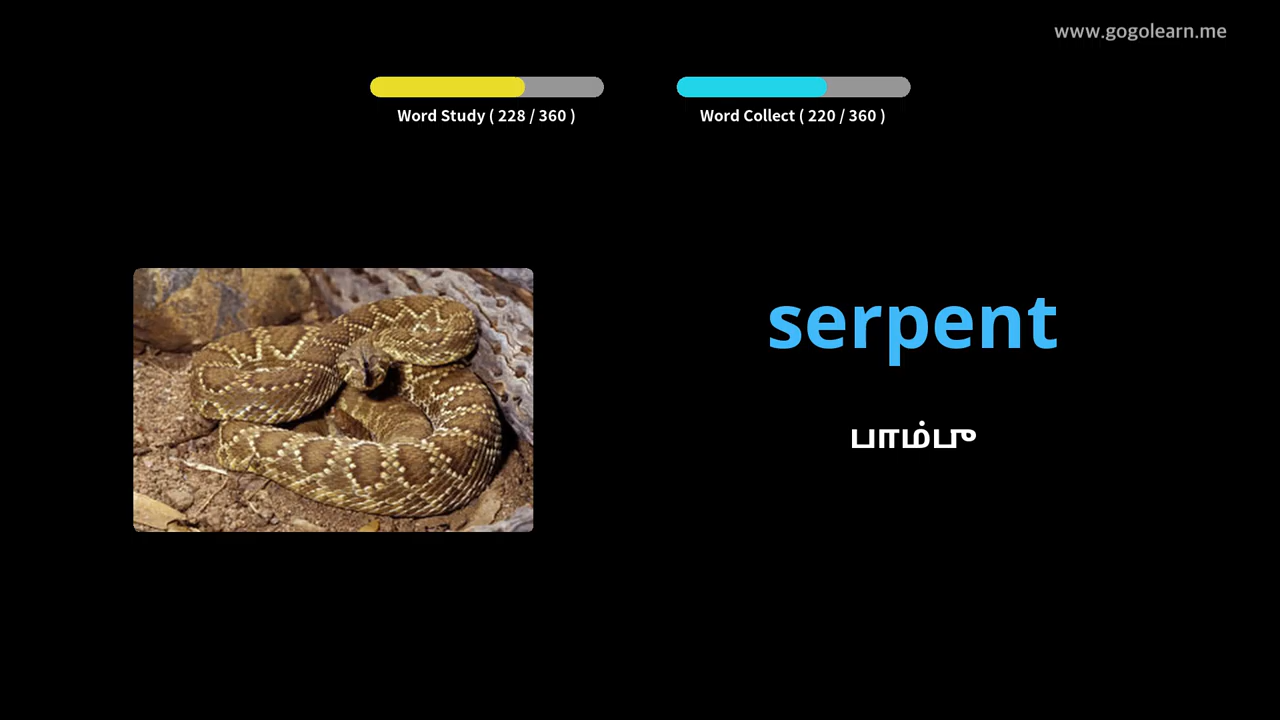 www.gogolearn.me
Word Study ( 228 / 360 )
Word Collect ( 220 / 360 )
serpent
பாம்பு